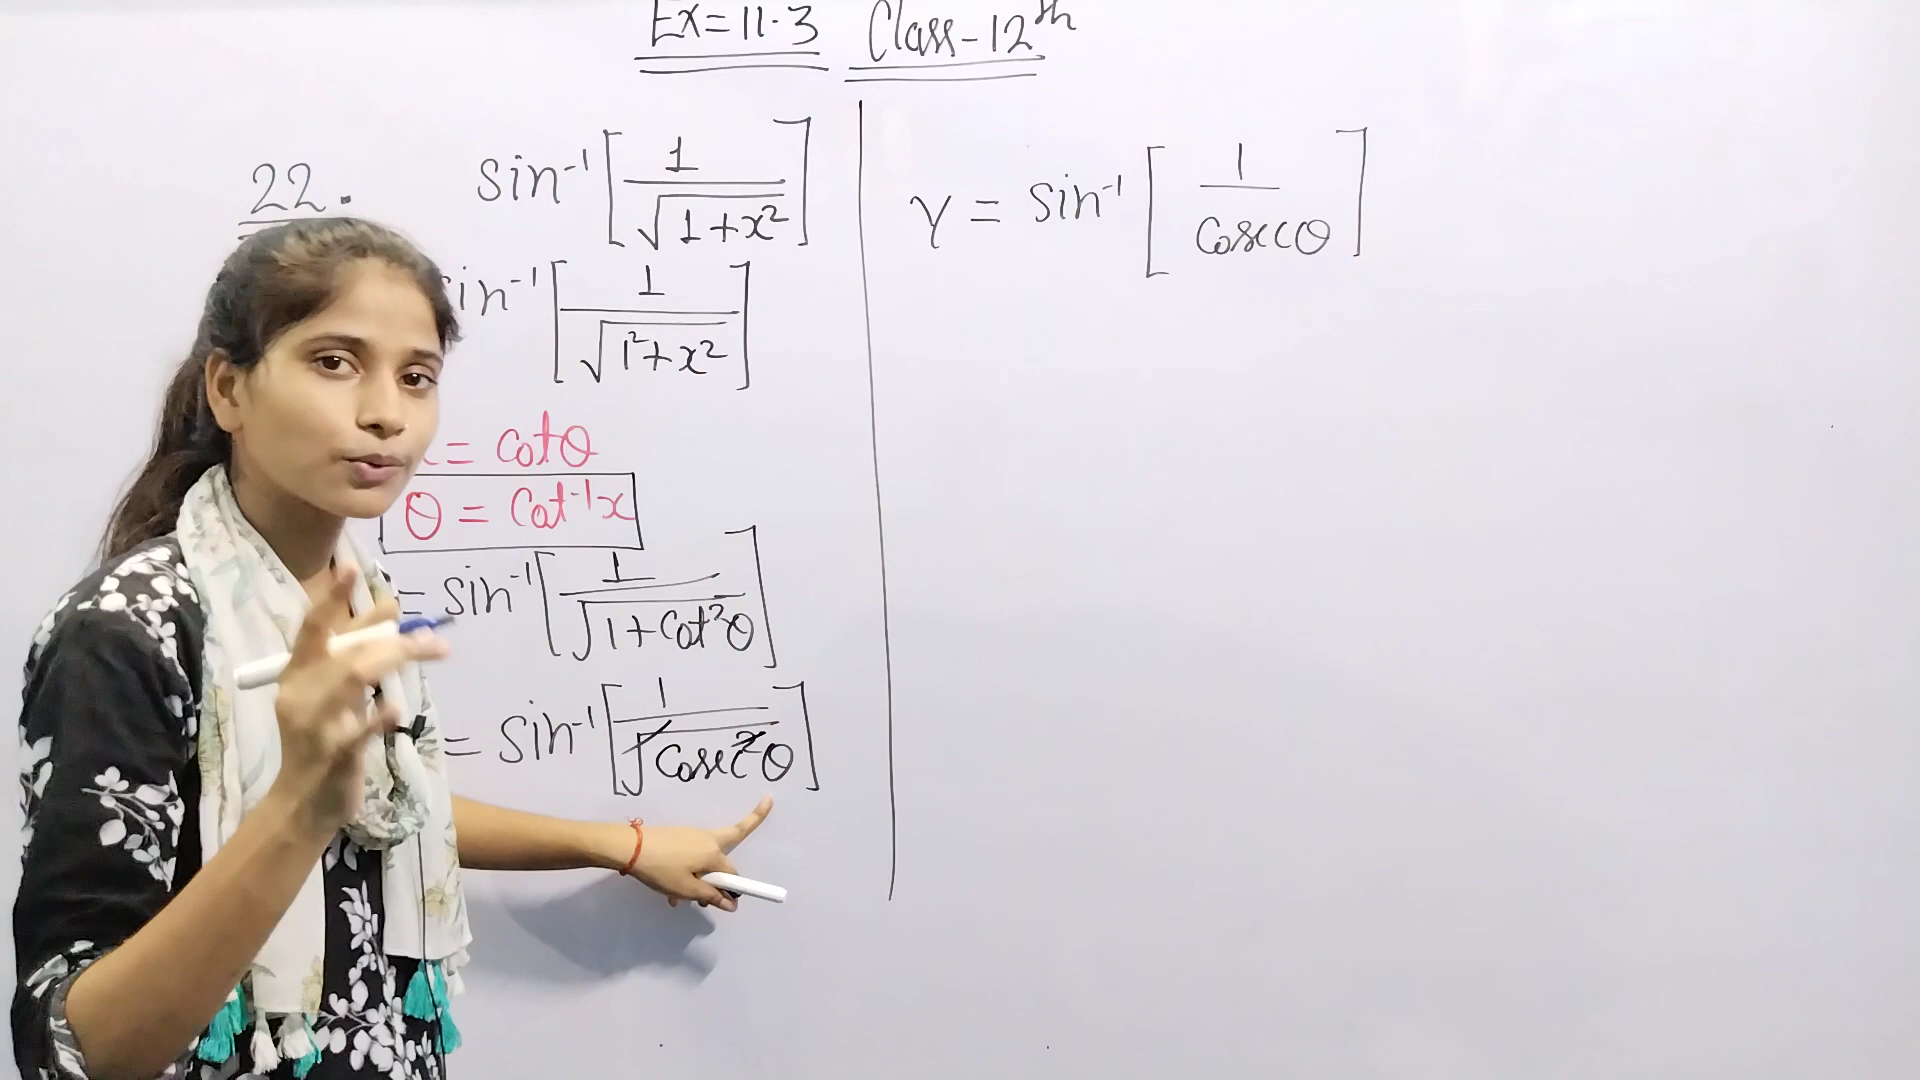 Ex=11.3 Class-12th
22. sin⁻¹[1/√(1+x²)]
in⁻¹[1/√(1²+x²)]
= cotθ
θ = cot⁻¹x
= sin⁻¹[1/√(1+cot²θ)]
= sin⁻¹[1/√(cosec²θ)]
y = sin⁻¹[1/cosecθ]